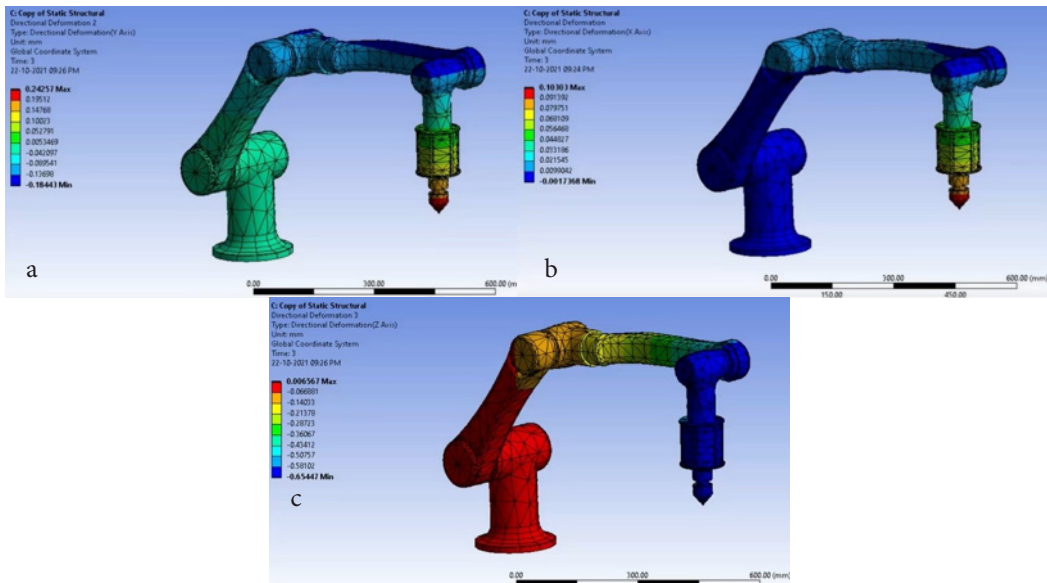 C: Copy of Static Structural
Directional Deformation 2
Type: Directional Deformation(Y Axis)
Unit: mm
Global Coordinate System
Time: 3
22-10-2021 09:26 PM
0.24257 Max
0.19512
0.14768
0.10023
0.052791
0.0053469
-0.042097
-0.089541
-0.13698
-0.18443 Min
a
0.00
300.00
600.00 (m
C: Copy of Static Structural
Directional Deformation
Type: Directional Deformation(X Axis)
Unit: mm
Global Coordinate System
Time: 3
22-10-2021 09:24 PM
0.10303 Max
0.091392
0.079751
0.068109
0.056468
0.044827
0.033186
0.021545
0.0099042
-0.0017368 Min
b
0.00
300.00
600.00 (mm)
150.00
450.00
C: Copy of Static Structural
Directional Deformation 3
Type: Directional Deformation(Z Axis)
Unit: mm
Global Coordinate System
Time: 3
22-10-2021 09:26 PM
0.006567 Max
-0.066881
-0.14033
-0.21378
-0.28723
-0.36067
-0.43412
-0.50757
-0.58102
-0.65447 Min
c
0.00
300.00
600.00 (mm)